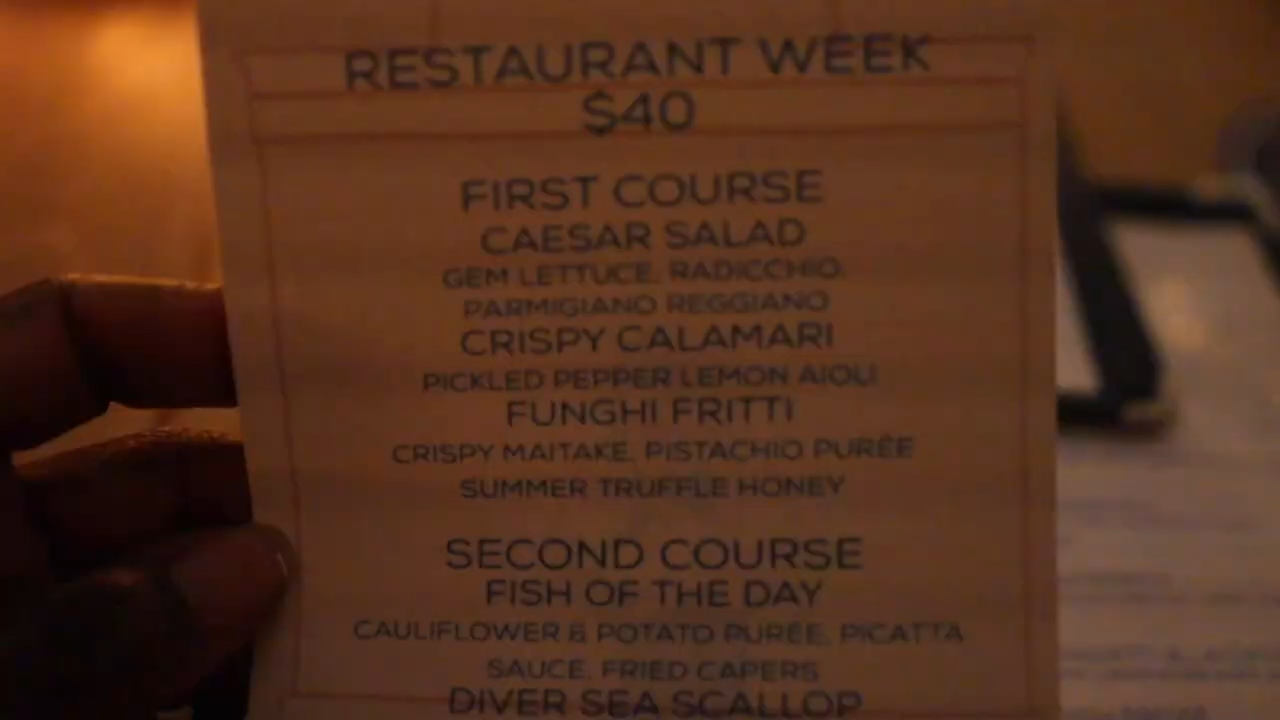 RESTAURANT WEEK
$40
FIRST COURSE
CAESAR SALAD
GEM LETTUCE, RADICCHIO,
PARMIGIANO REGGIANO
CRISPY CALAMARI
PICKLED PEPPER LEMON AIOLI
FUNGHI FRITTI
CRISPY MAITAKE, PISTACHIO PURÉE
SUMMER TRUFFLE HONEY
SECOND COURSE
FISH OF THE DAY
CAULIFLOWER & POTATO PURÉE, PICATTA
SAUCE, FRIED CAPERS
DIVER SEA SCALLOP